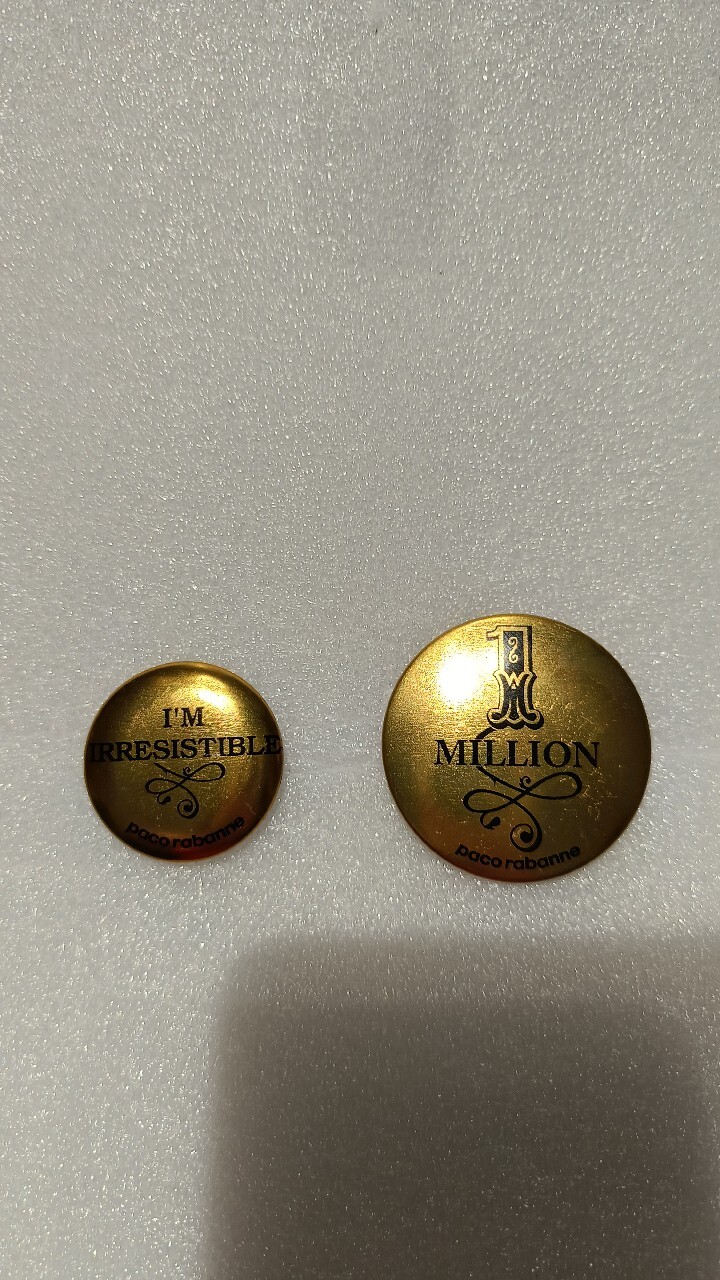 I'M
IRRESISTIBLE
paco rabanne
1
MILLION
paco rabanne